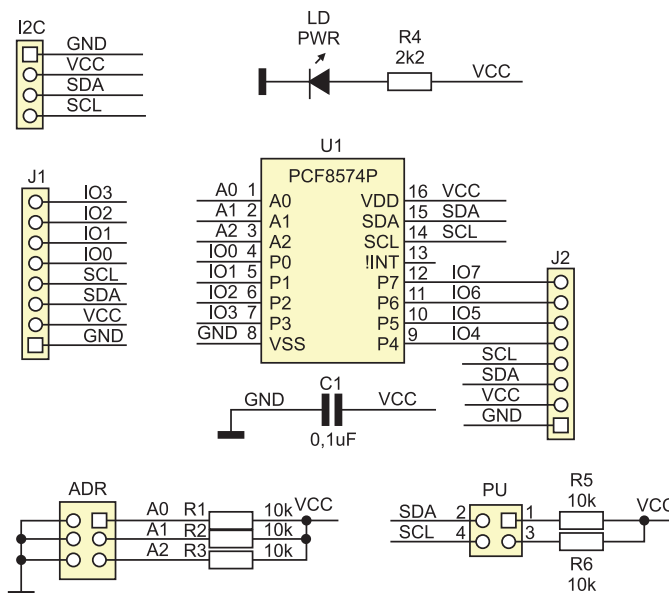 I2C
GND
VCC
SDA
SCL
LD
PWR
R4
2k2
VCC
J1
IO3
IO2
IO1
IO0
SCL
SDA
VCC
GND
U1
PCF8574P
A0 1 A0 VDD 16 VCC
A1 2 A1 SDA 15 SDA
A2 3 A2 SCL 14 SCL
IO0 4 P0 !INT 13
IO1 5 P1 P7 12 IO7
IO2 6 P2 P6 11 IO6
IO3 7 P3 P5 10 IO5
GND 8 VSS P4 9 IO4
J2
SCL
SDA
VCC
GND
C1
GND VCC
0,1uF
ADR
A0 R1 10k VCC
A1 R2 10k
A2 R3 10k
PU
SDA 2 1
SCL 4 3
R5
10k
VCC
R6
10k